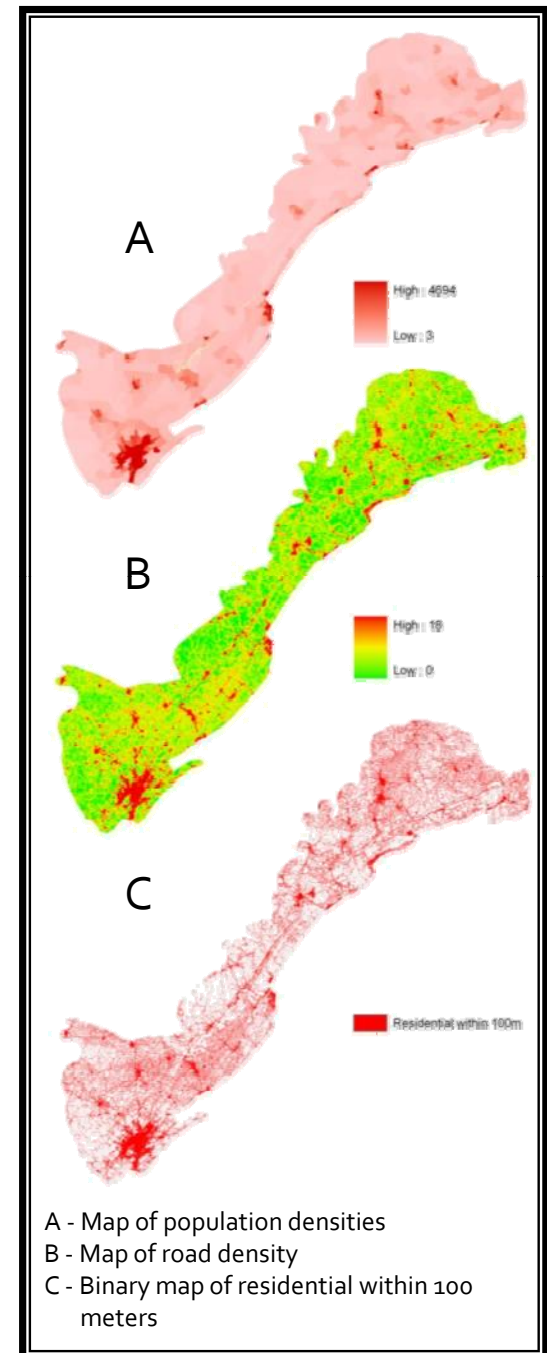 A
High : 4694
Low : 3
B
High : 18
Low : 0
C
Residential within 100m
A - Map of population densities
B - Map of road density
C - Binary map of residential within 100
meters